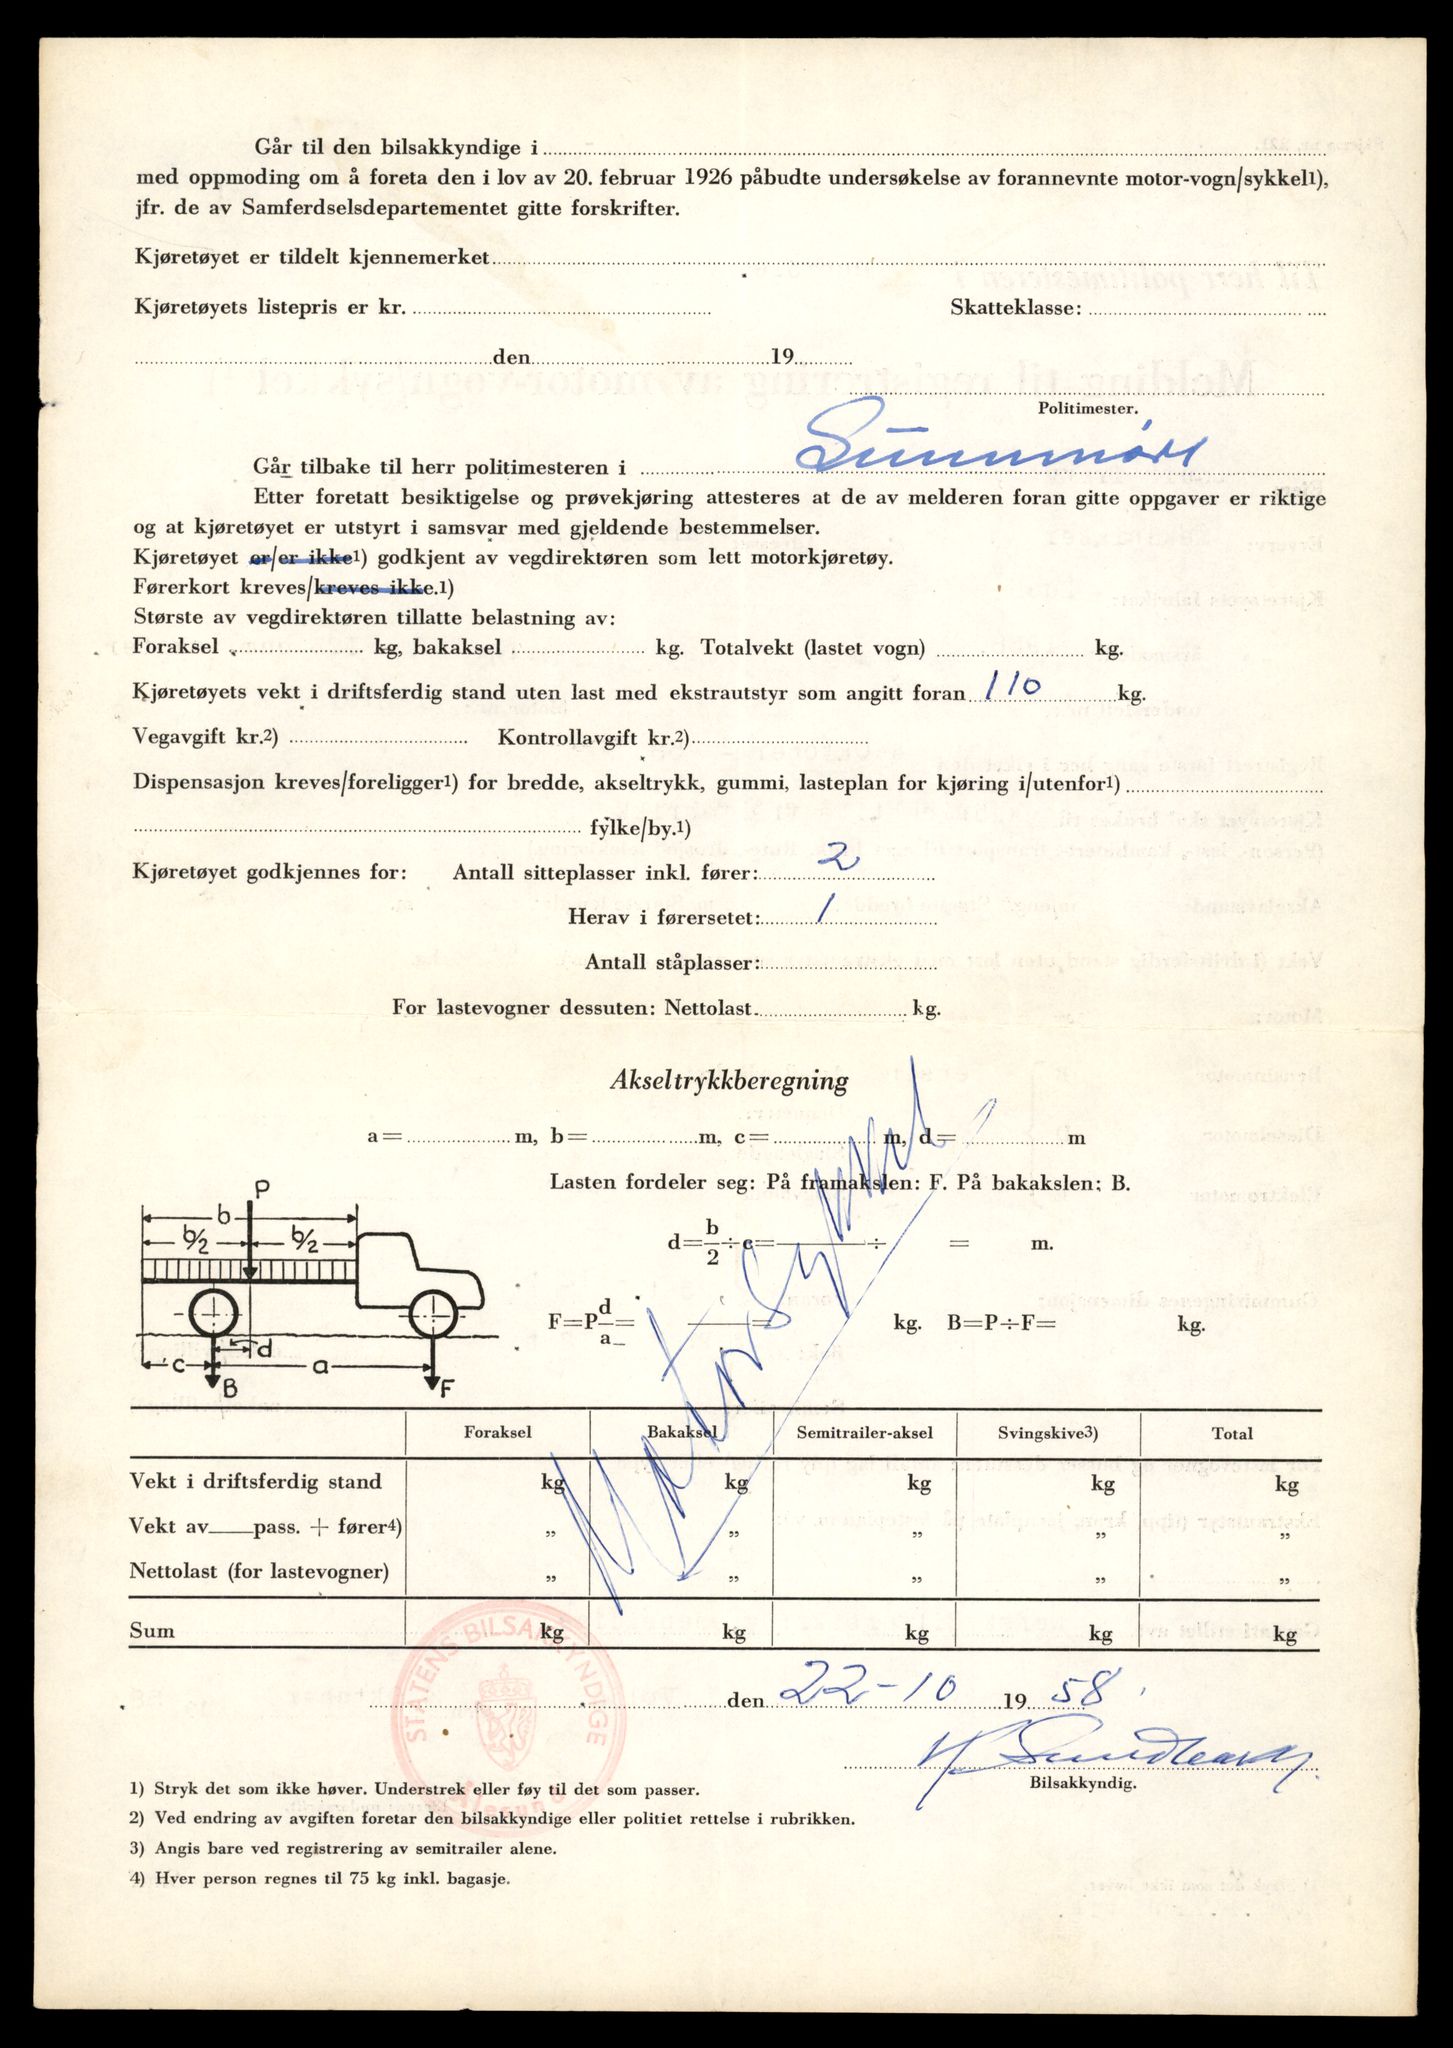 Går til den bilsakkyndige i
med oppmoding om å foreta den i lov av 20. februar 1926 påbudte undersøkelse av forannevnte motor-vogn/sykkel1),
jfr. de av Samferdselsdepartementet gitte forskrifter.
Kjøretøyet er tildelt kjennemerket
Kjøretøyets listepris er kr. Skatteklasse:
den 19
Politimester.
Går tilbake til herr politimesteren i Sunnmøre
Etter foretatt besiktigelse og prøvekjøring attesteres at de av melderen foran gitte oppgaver er riktige
og at kjøretøyet er utstyrt i samsvar med gjeldende bestemmelser.
Kjøretøyet er/er ikke1) godkjent av vegdirektøren som lett motorkjøretøy.
Førerkort kreves/kreves ikke.1)
Største av vegdirektøren tillatte belastning av:
Foraksel kg, bakaksel kg. Totalvekt (lastet vogn) kg.
Kjøretøyets vekt i driftsferdig stand uten last med ekstrautstyr som angitt foran 110 kg.
Vegavgift kr.2) Kontrollavgift kr.2)
Dispensasjon kreves/foreligger1) for bredde, akseltrykk, gummi, lasteplan for kjøring i/utenfor1)
fylke/by.1)
Kjøretøyet godkjennes for: Antall sitteplasser inkl. fører: 2
Herav i førersetet: 1
Antall ståplasser:
For lastevogner dessuten: Nettolast kg.
Akseltrykkberegning
a= m, b= m, c= m, d= m
Lasten fordeler seg: På framakslen: F. På bakakslen: B.
P
b
b/2 b/2
d=b/2÷c= ÷ = m.
F=P d/a = = kg. B=P÷F= kg.
c d a
B F
Motorsykkel
Foraksel Bakaksel Semitrailer-aksel Svingskive3) Total
Vekt i driftsferdig stand kg kg kg kg kg
Vekt av pass. + fører4) „ „ „ „ „
Nettolast (for lastevogner) „ „ „ „ „
Sum kg kg kg kg kg
STATENS BILSAKKYNDIGE
Ålesund
den 22-10 19 58
Bilsakkyndig.
1) Stryk det som ikke høver. Understrek eller føy til det som passer.
2) Ved endring av avgiften foretar den bilsakkyndige eller politiet rettelse i rubrikken.
3) Angis bare ved registrering av semitrailer alene.
4) Hver person regnes til 75 kg inkl. bagasje.